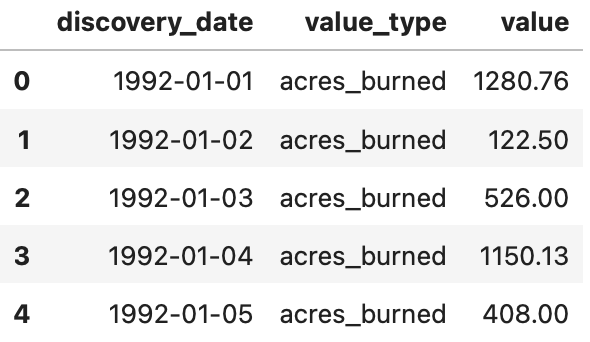 discovery_date value_type value
0 1992-01-01 acres_burned 1280.76
1 1992-01-02 acres_burned 122.50
2 1992-01-03 acres_burned 526.00
3 1992-01-04 acres_burned 1150.13
4 1992-01-05 acres_burned 408.00